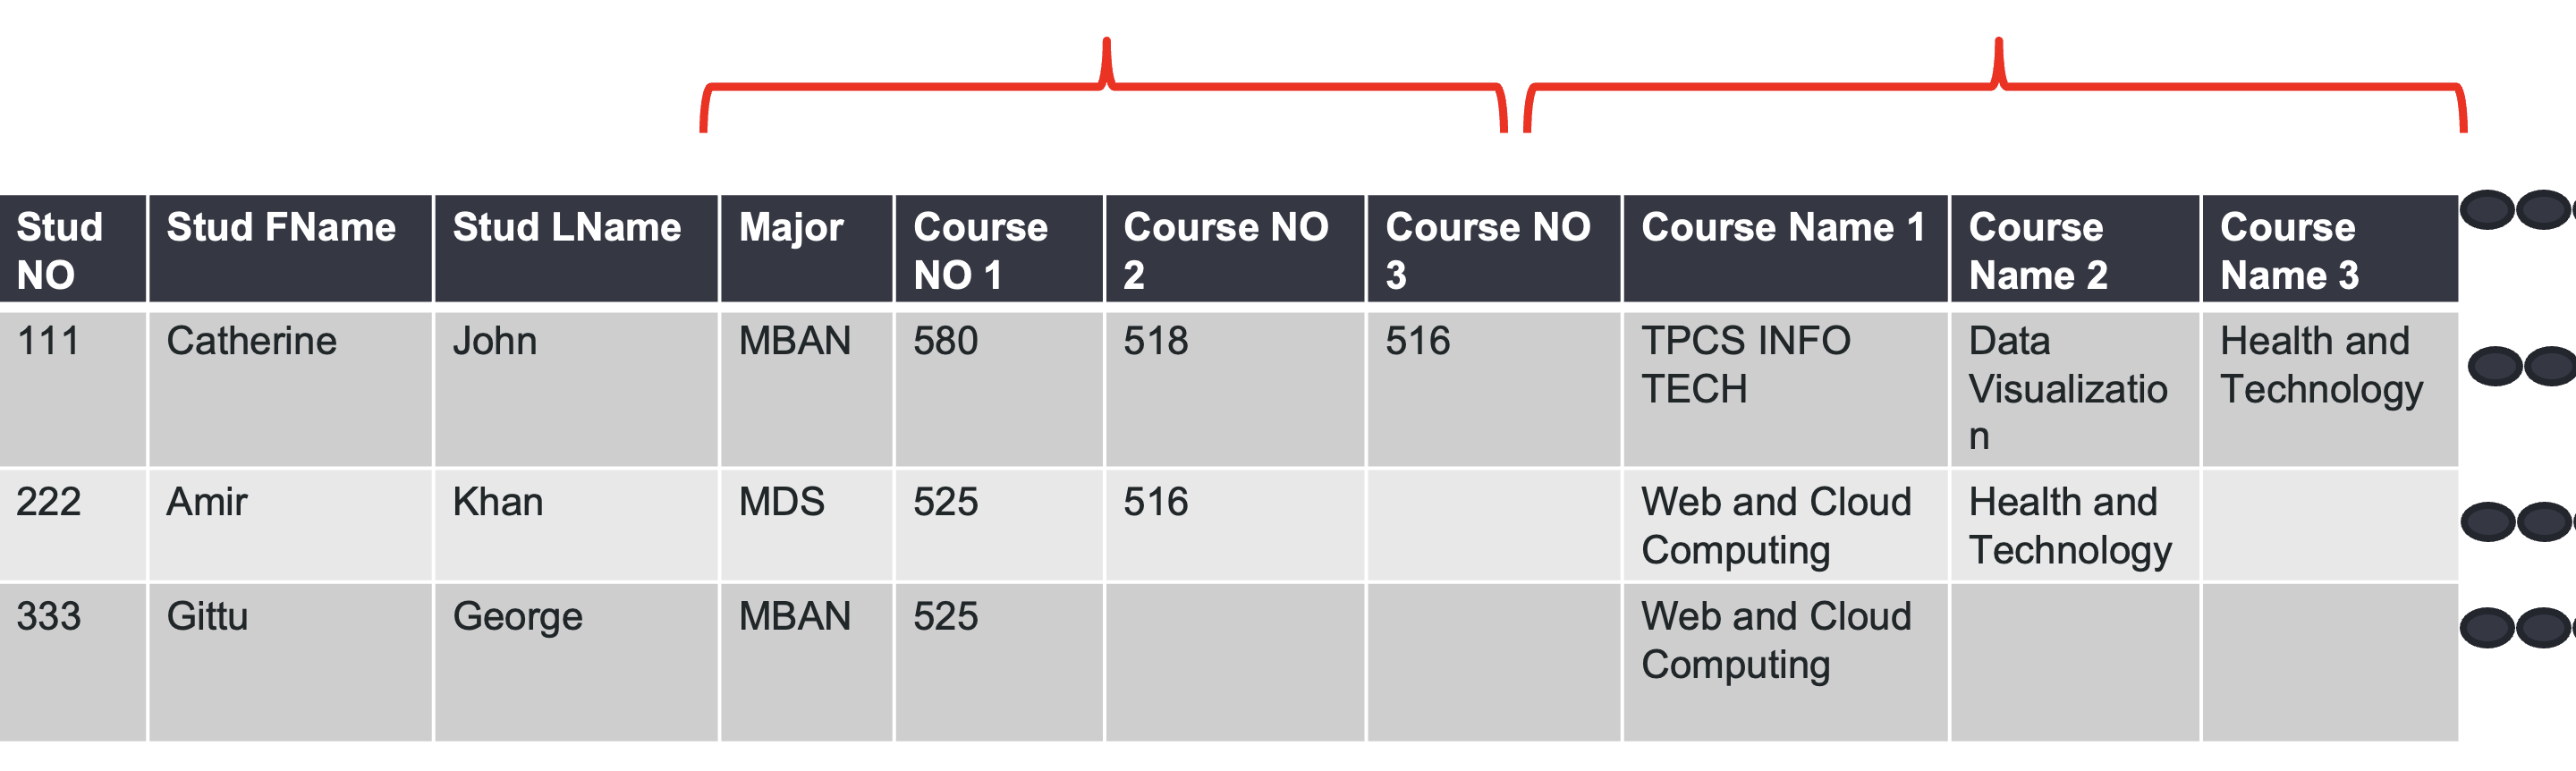 Stud NO Stud FName Stud LName Major Course NO 1 Course NO 2 Course NO 3 Course Name 1 Course Name 2 Course Name 3
111 Catherine John MBAN 580 518 516 TPCS INFO TECH Data Visualization Health and Technology
222 Amir Khan MDS 525 516 Web and Cloud Computing Health and Technology
333 Gittu George MBAN 525 Web and Cloud Computing